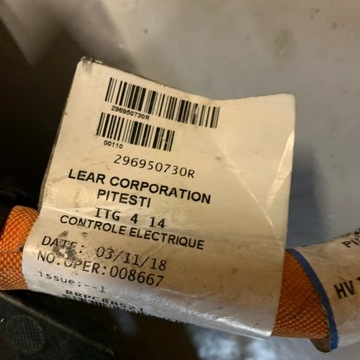 296950730R
00110
296950730R
LEAR CORPORATION
PITESTI
ITG 4 14
CONTROLE ELECTRIQUE
DATE: 03/11/18
NO.OPER:008667
issue:--1
HV